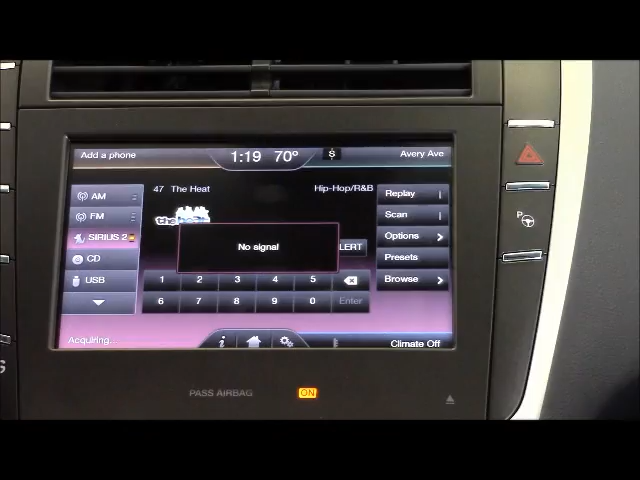 Add a phone 1:19 70° $ Avery Ave
47 The Heat Hip-Hop/R&B
AM
FM
SIRIUS 2
CD
USB
the
No signal
LERT
Replay
Scan
Options
Presets
Browse
1 2 3 4 5
6 7 8 9 0 Enter
Acquiring... i Climate Off
PASS AIRBAG ON
P